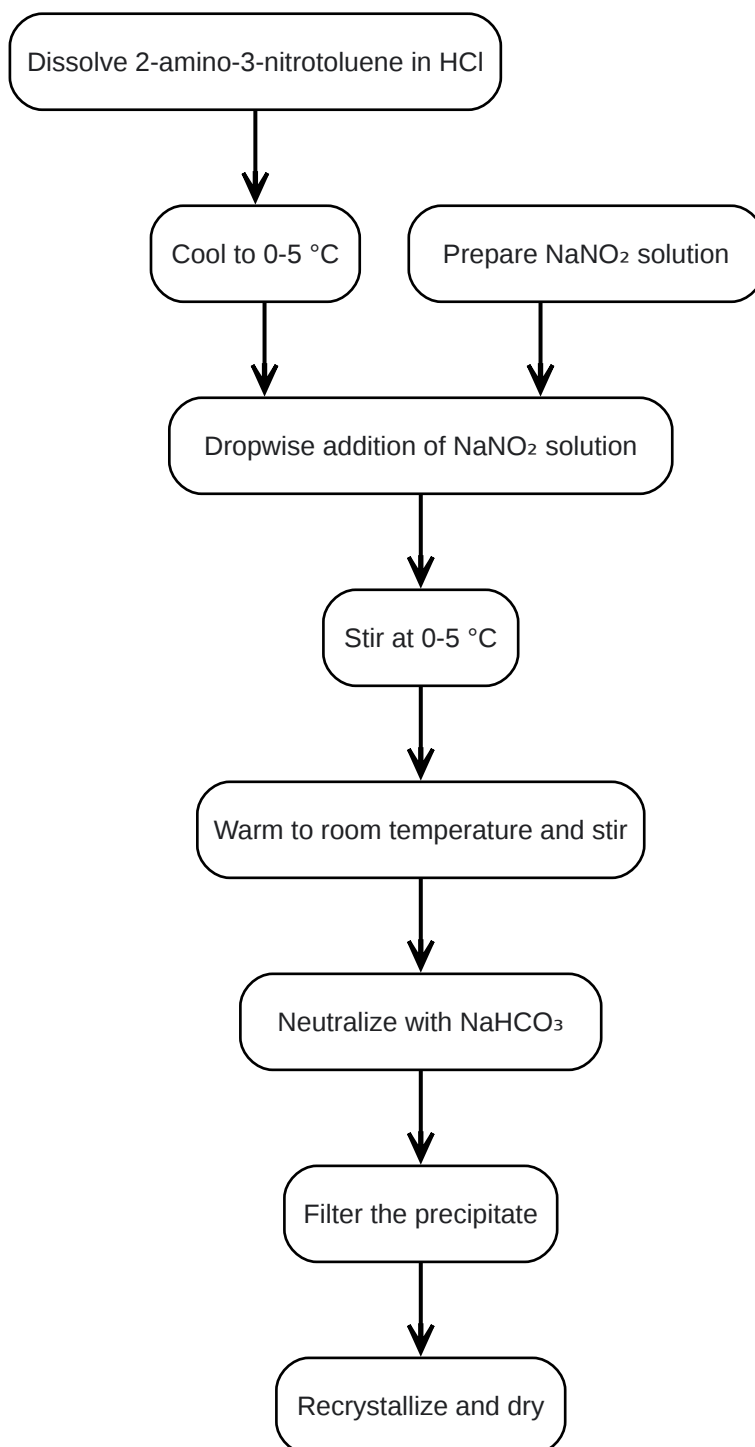 Dissolve 2-amino-3-nitrotoluene in HCl
Cool to 0-5 °C
Prepare NaNO₂ solution
Dropwise addition of NaNO₂ solution
Stir at 0-5 °C
Warm to room temperature and stir
Neutralize with NaHCO₃
Filter the precipitate
Recrystallize and dry